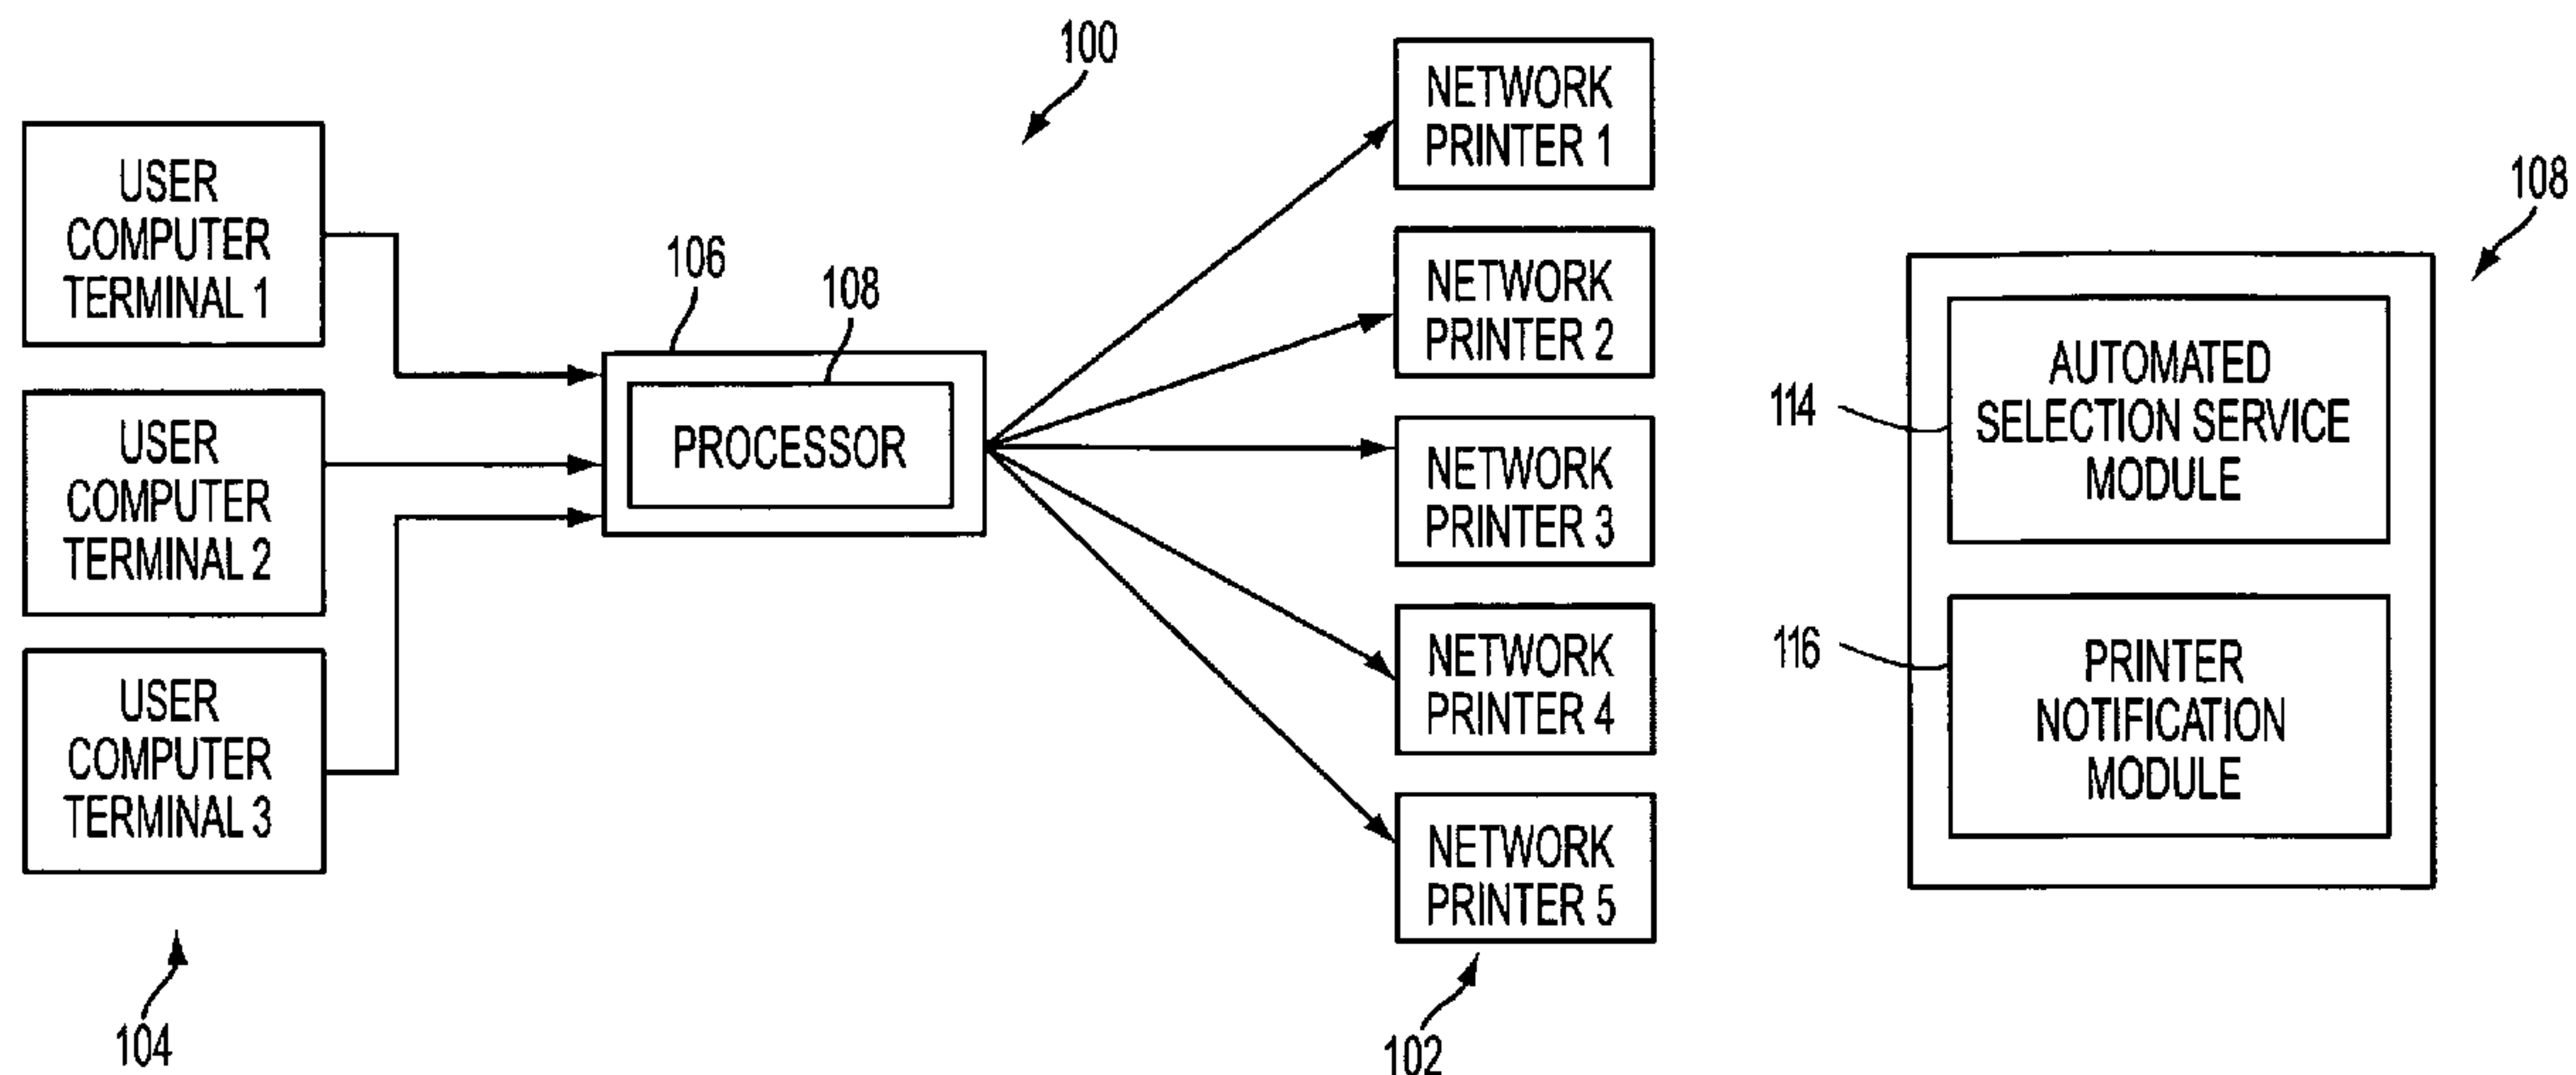 100
USER
COMPUTER
TERMINAL 1
USER
COMPUTER
TERMINAL 2
USER
COMPUTER
TERMINAL 3
104
106
108
PROCESSOR
NETWORK
PRINTER 1
NETWORK
PRINTER 2
NETWORK
PRINTER 3
NETWORK
PRINTER 4
NETWORK
PRINTER 5
102
108
114
AUTOMATED
SELECTION SERVICE
MODULE
116
PRINTER
NOTIFICATION
MODULE